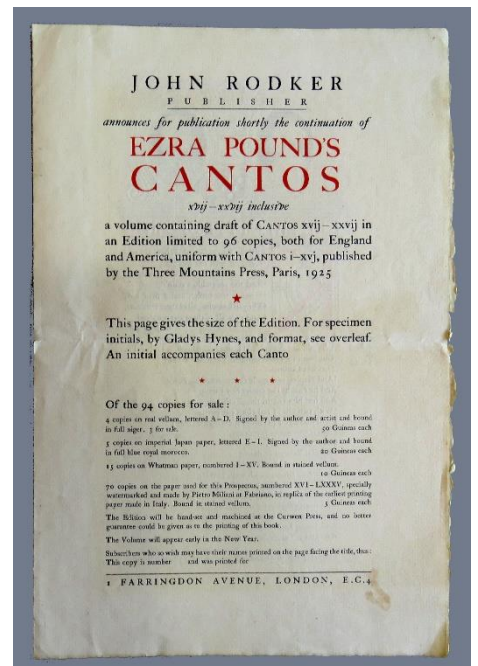 JOHN RODKER
PUBLISHER
announces for publication shortly the continuation of
EZRA POUND'S
CANTOS
xvij–xxvij inclusive
a volume containing draft of CANTOS xvij–xxvij in
an Edition limited to 96 copies, both for England
and America, uniform with CANTOS i–xvj, published
by the Three Mountains Press, Paris, 1925
★
This page gives the size of the Edition. For specimen
initials, by Gladys Hynes, and format, see overleaf.
An initial accompanies each Canto
★ ★ ★
Of the 94 copies for sale:
4 copies on real vellum, lettered A–D. Signed by the author and artist and bound
in full niger. 3 for sale. 50 Guineas each
5 copies on imperial Japan paper, lettered E–I. Signed by the author and bound
in full blue royal morocco. 20 Guineas each
15 copies on Whatman paper, numbered I–XV. Bound in stained vellum.
10 Guineas each
70 copies on the paper used for this Prospectus, numbered XVI–LXXXV, specially
watermarked and made by Pietro Miliani at Fabriano, in replica of the earliest printing
paper made in Italy. Bound in stained vellum. 5 Guineas each
The Edition will be hand-set and machined at the Curwen Press, and no better
guarantee could be given as to the printing of this book.
The Volume will appear early in the New Year.
Subscribers who so wish may have their names printed on the page facing the title, thus:
This copy is number and was printed for
1 FARRINGDON AVENUE, LONDON, E.C.4